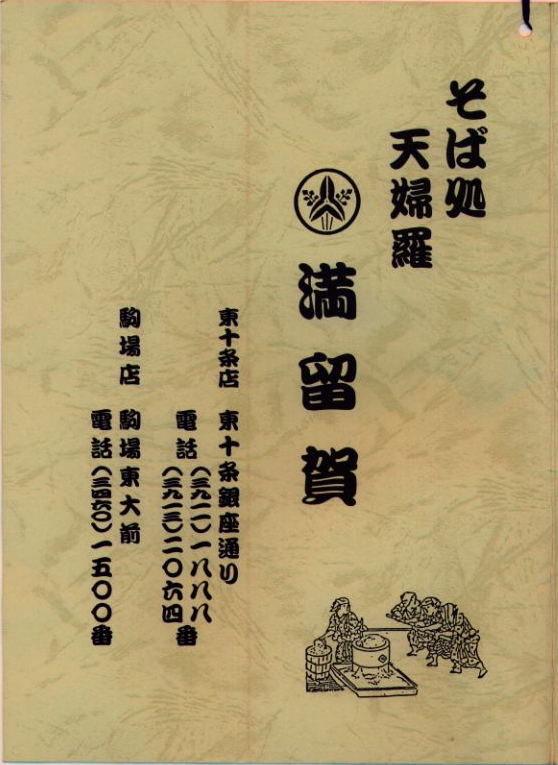 そば処
天婦羅
満留賀
東十条店 東十条銀座通り
電話(三九一一)一八八八
(三九一三)二〇六四番
駒場店 駒場東大前
電話(三四六〇)一五〇〇番